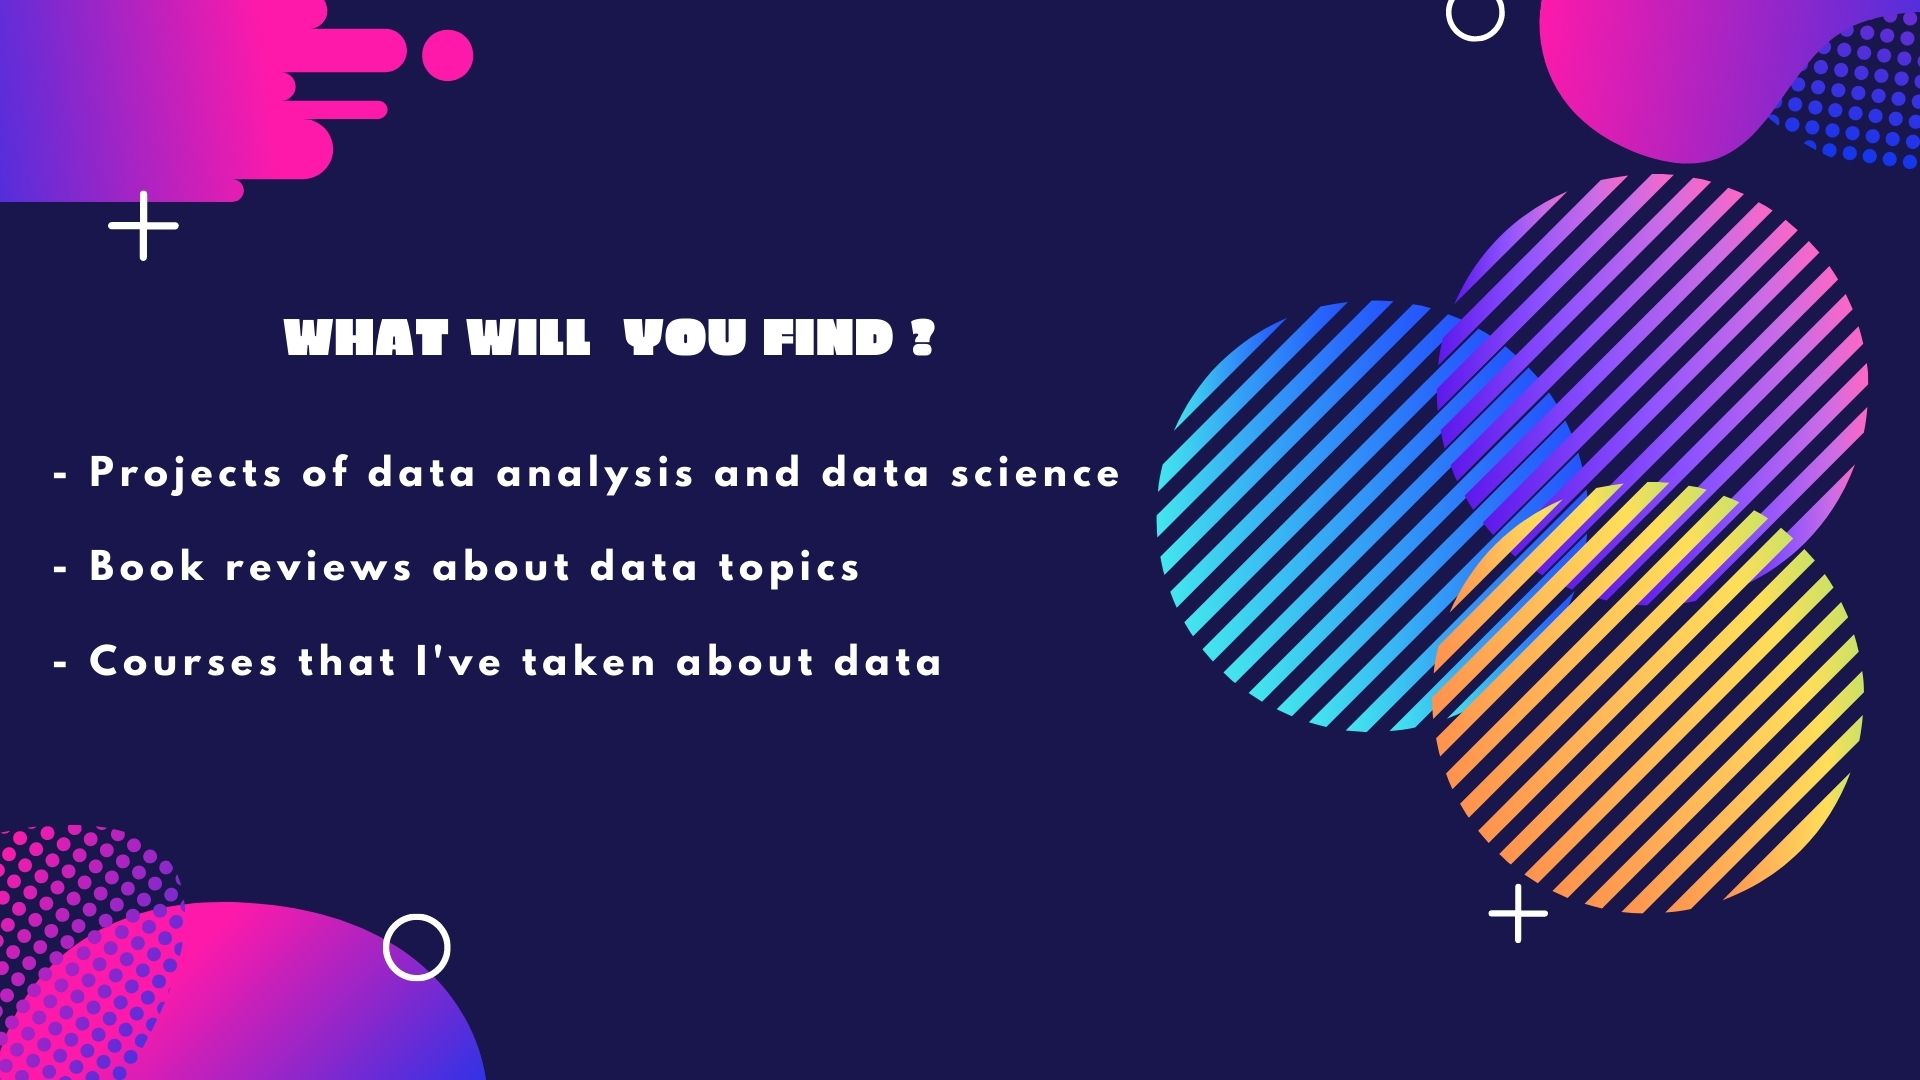 WHAT WILL YOU FIND ?
- Projects of data analysis and data science
- Book reviews about data topics
- Courses that I've taken about data